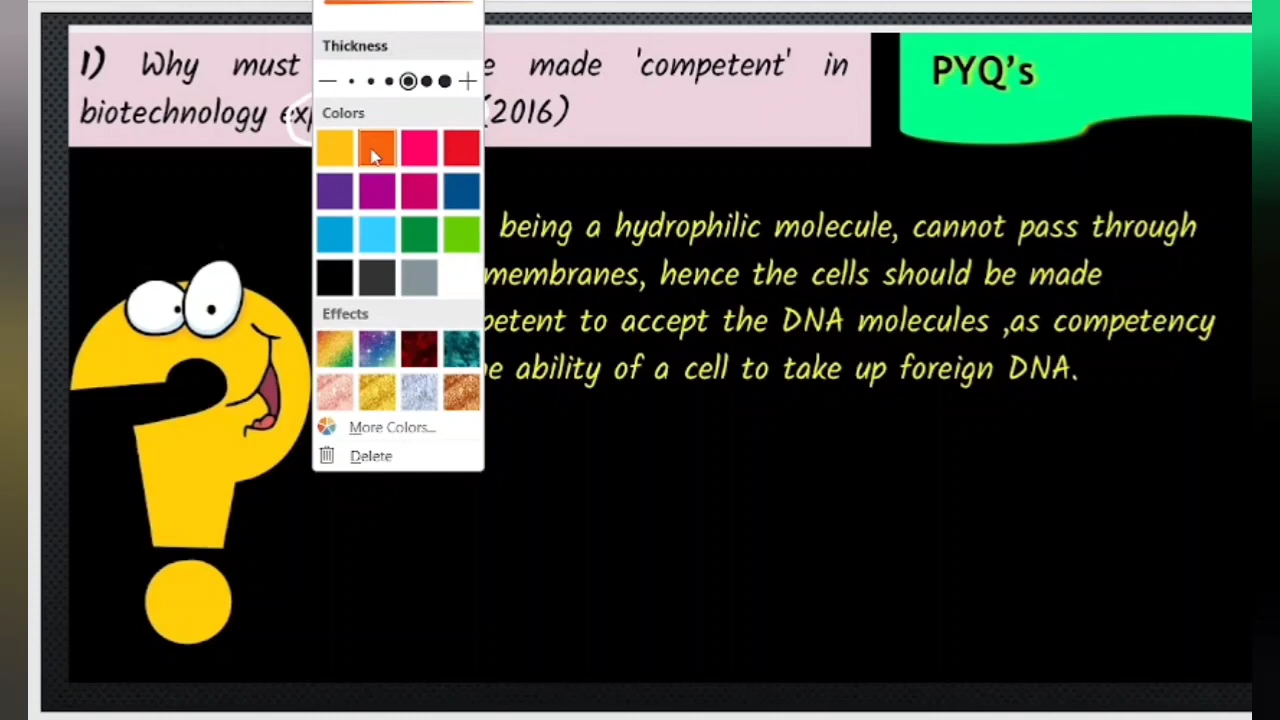 1) Why must
e made 'competent' in
biotechnology
(2016)
PYQ's
Thickness
Colors
Effects
More Colors...
Delete
being a hydrophilic molecule, cannot pass through
membranes, hence the cells should be made
petent to accept the DNA molecules ,as competency
e ability of a cell to take up foreign DNA.